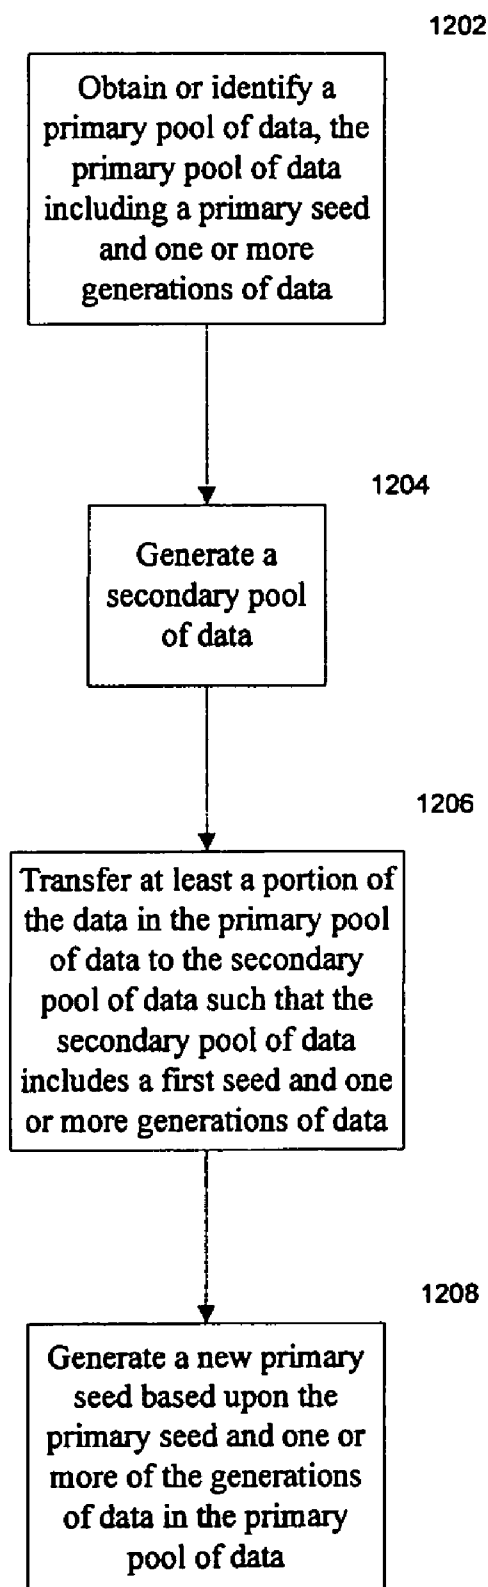 1202
Obtain or identify a
primary pool of data, the
primary pool of data
including a primary seed
and one or more
generations of data
1204
Generate a
secondary pool
of data
1206
Transfer at least a portion of
the data in the primary pool
of data to the secondary
pool of data such that the
secondary pool of data
includes a first seed and one
or more generations of data
1208
Generate a new primary
seed based upon the
primary seed and one or
more of the generations
of data in the primary
pool of data